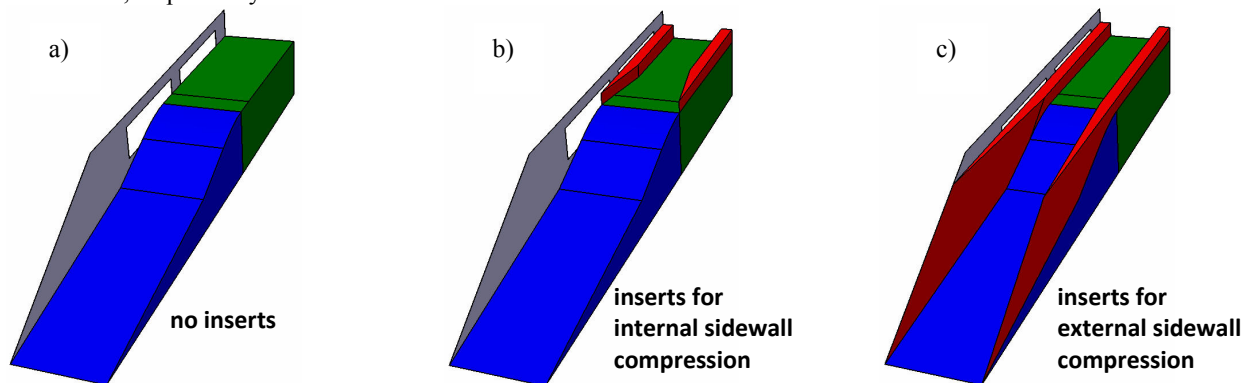 a)
b)
c)
no inserts
inserts for
internal sidewall
compression
inserts for
external sidewall
compression